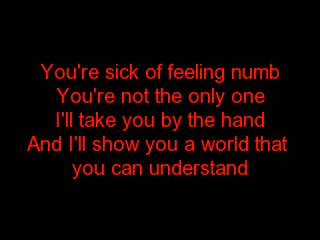 You're sick of feeling numb
You're not the only one
I'll take you by the hand
And I'll show you a world that
you can understand